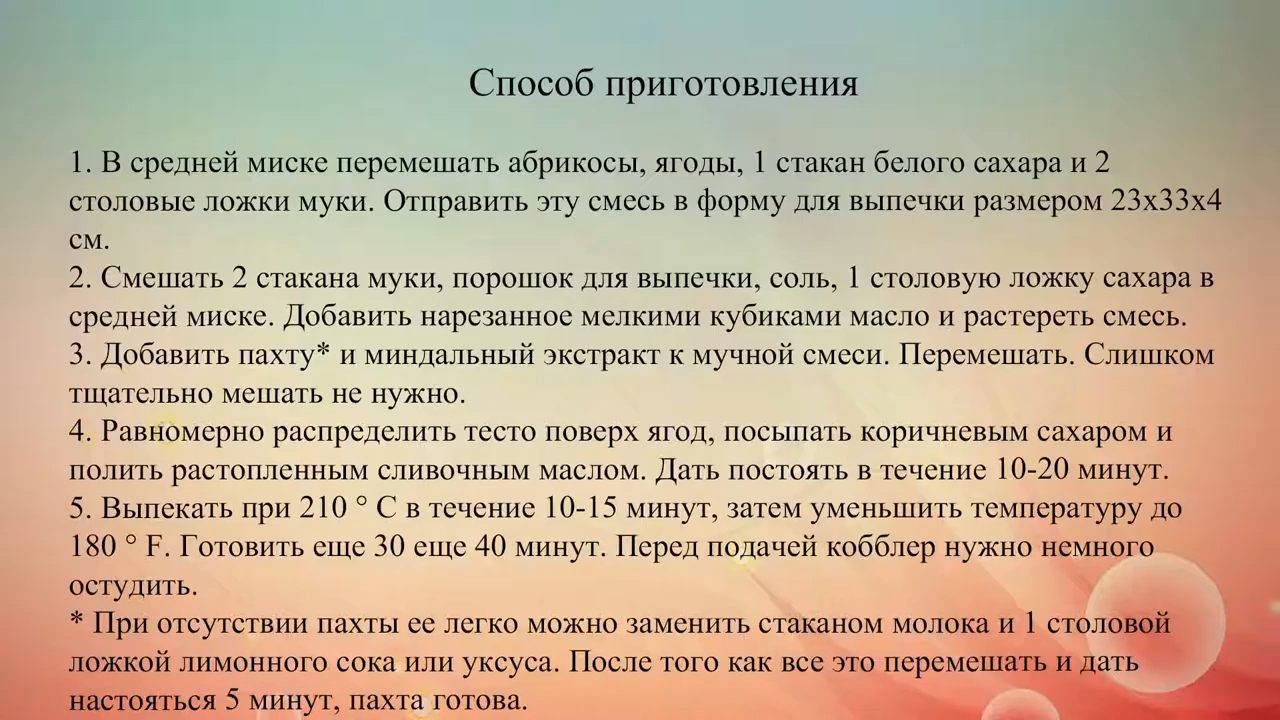 Способ приготовления
1. В средней миске перемешать абрикосы, ягоды, 1 стакан белого сахара и 2
столовые ложки муки. Отправить эту смесь в форму для выпечки размером 23х33х4
см.
2. Смешать 2 стакана муки, порошок для выпечки, соль, 1 столовую ложку сахара в
средней миске. Добавить нарезанное мелкими кубиками масло и растереть смесь.
3. Добавить пахту* и миндальный экстракт к мучной смеси. Перемешать. Слишком
тщательно мешать не нужно.
4. Равномерно распределить тесто поверх ягод, посыпать коричневым сахаром и
полить растопленным сливочным маслом. Дать постоять в течение 10-20 минут.
5. Выпекать при 210 ° С в течение 10-15 минут, затем уменьшить температуру до
180 ° F. Готовить еще 30 еще 40 минут. Перед подачей кобблер нужно немного
остудить.
* При отсутствии пахты ее легко можно заменить стаканом молока и 1 столовой
ложкой лимонного сока или уксуса. После того как все это перемешать и дать
настояться 5 минут, пахта готова.